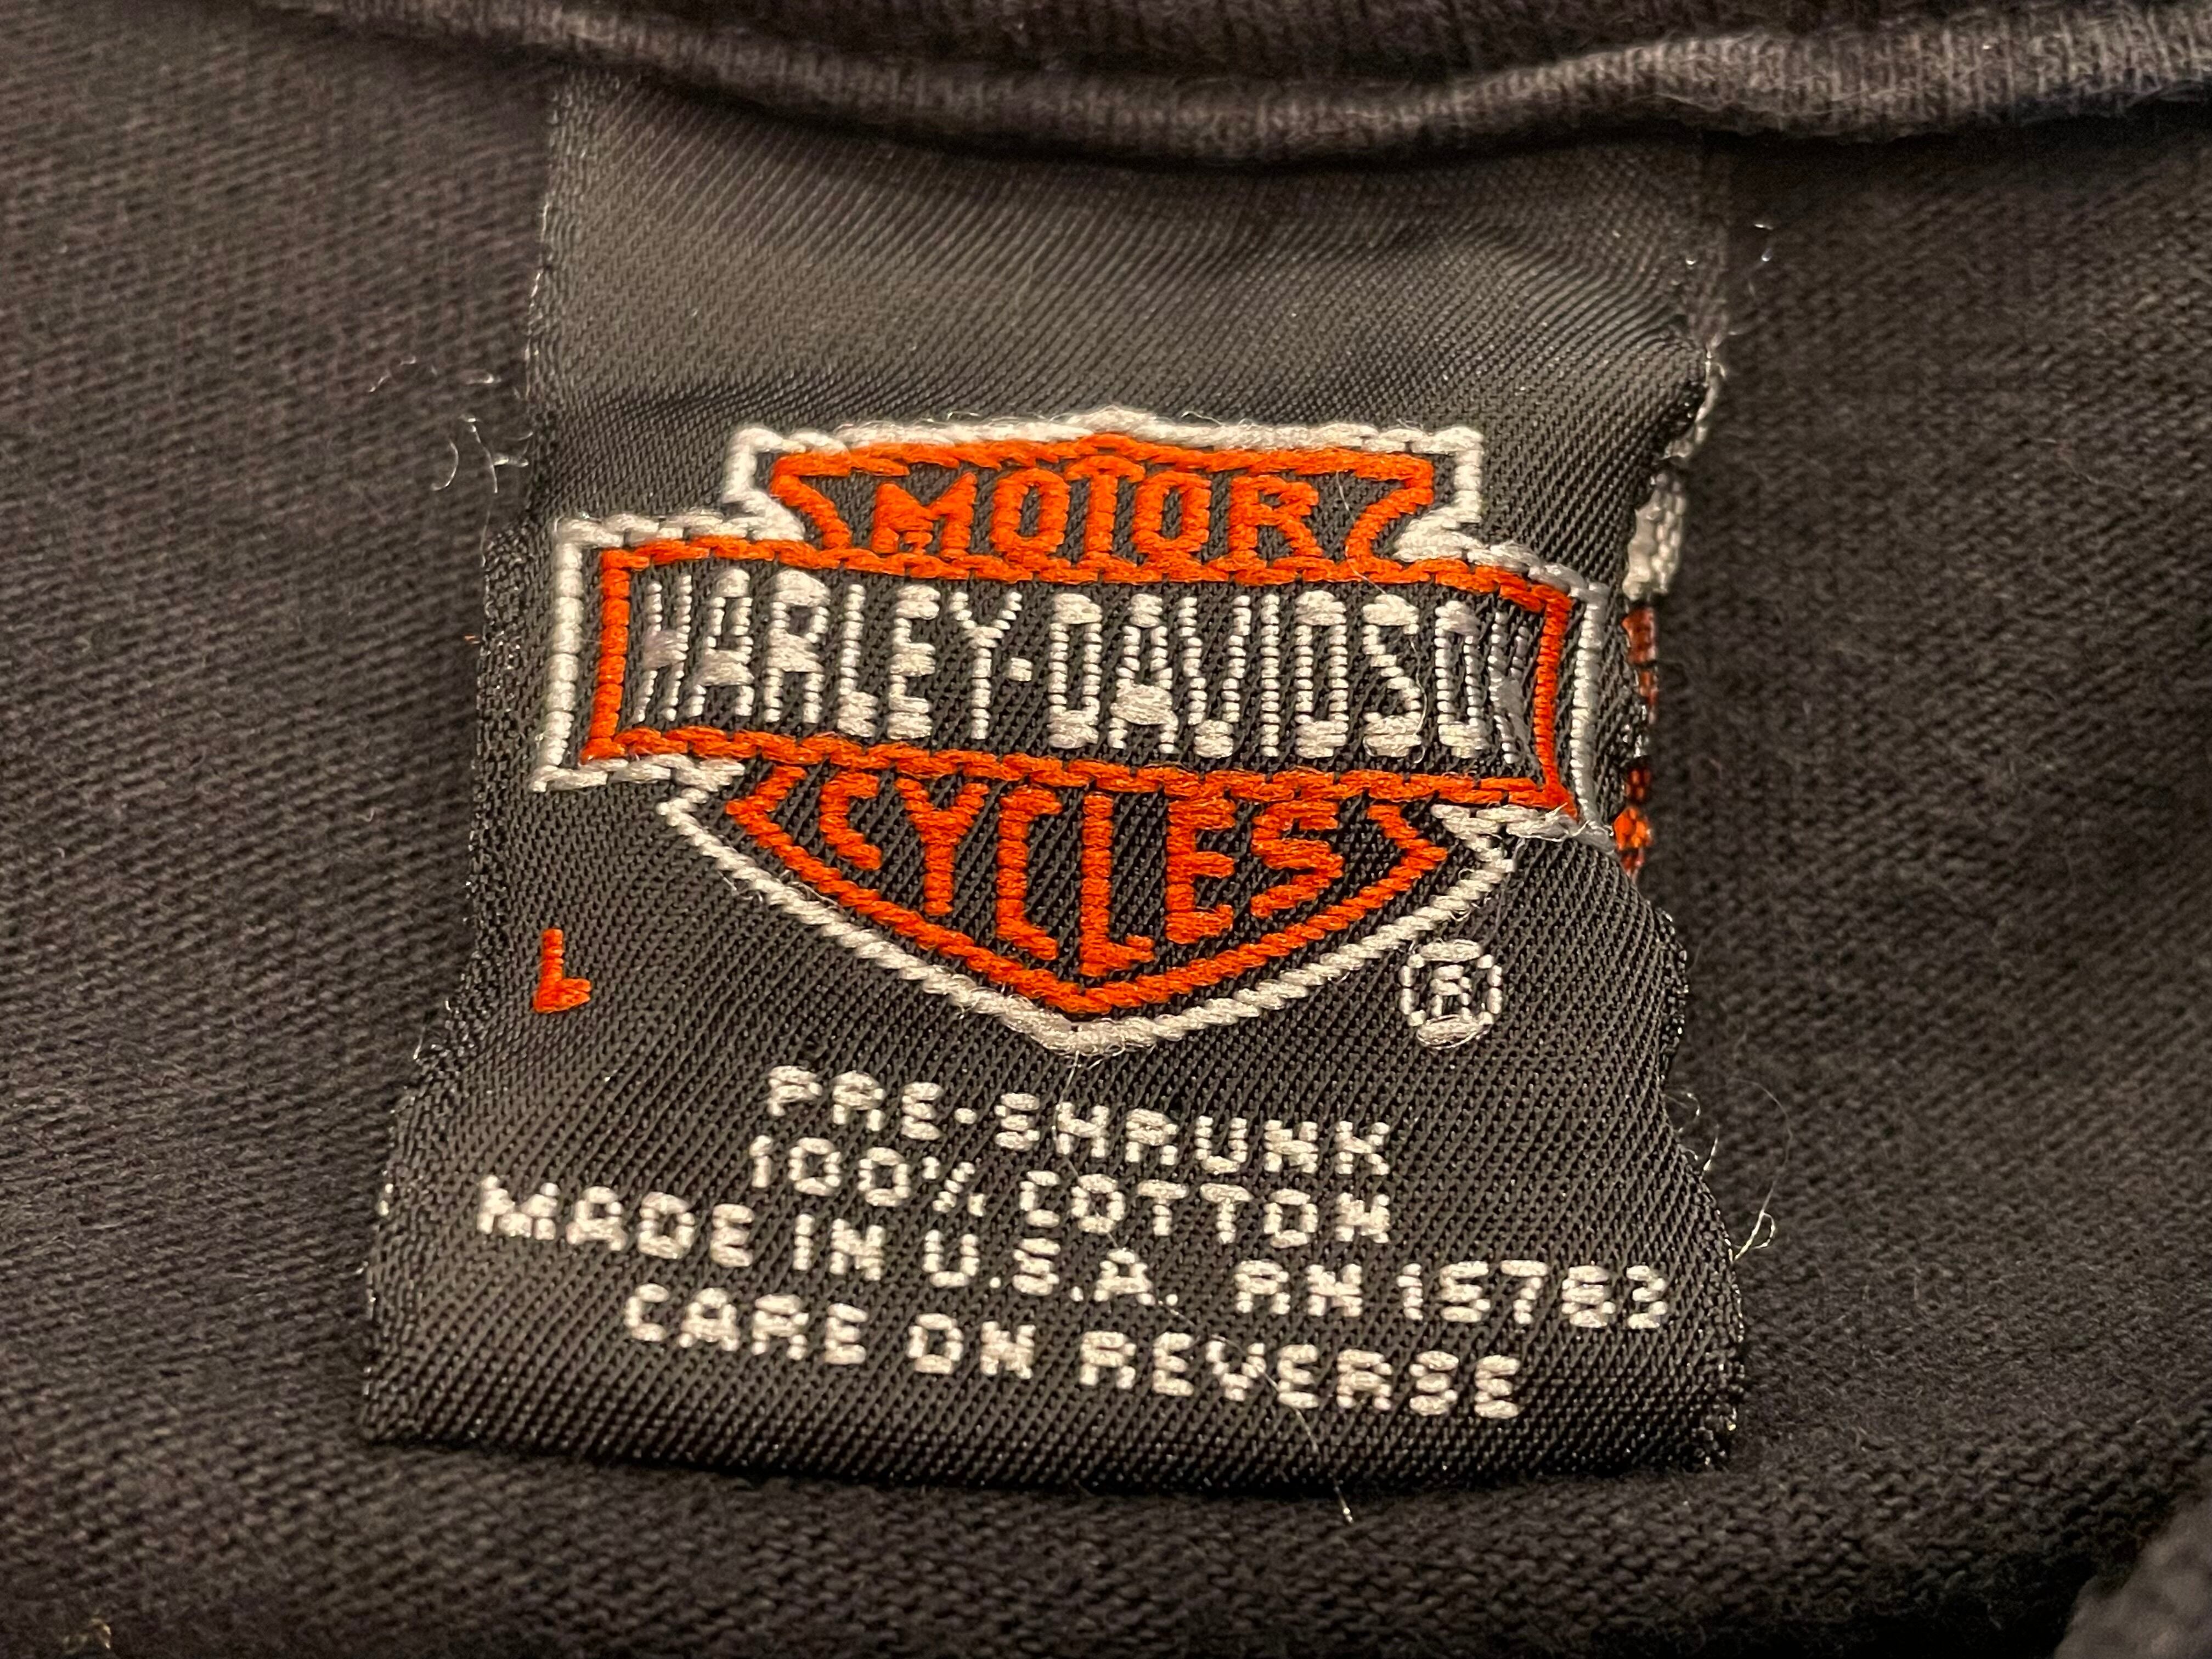 MOTOR
HARLEY-DAVIDSON
CYCLES
L
®
PRE-SHRUNK
100% COTTON
MADE IN U.S.A. RN 15763
CARE ON REVERSE